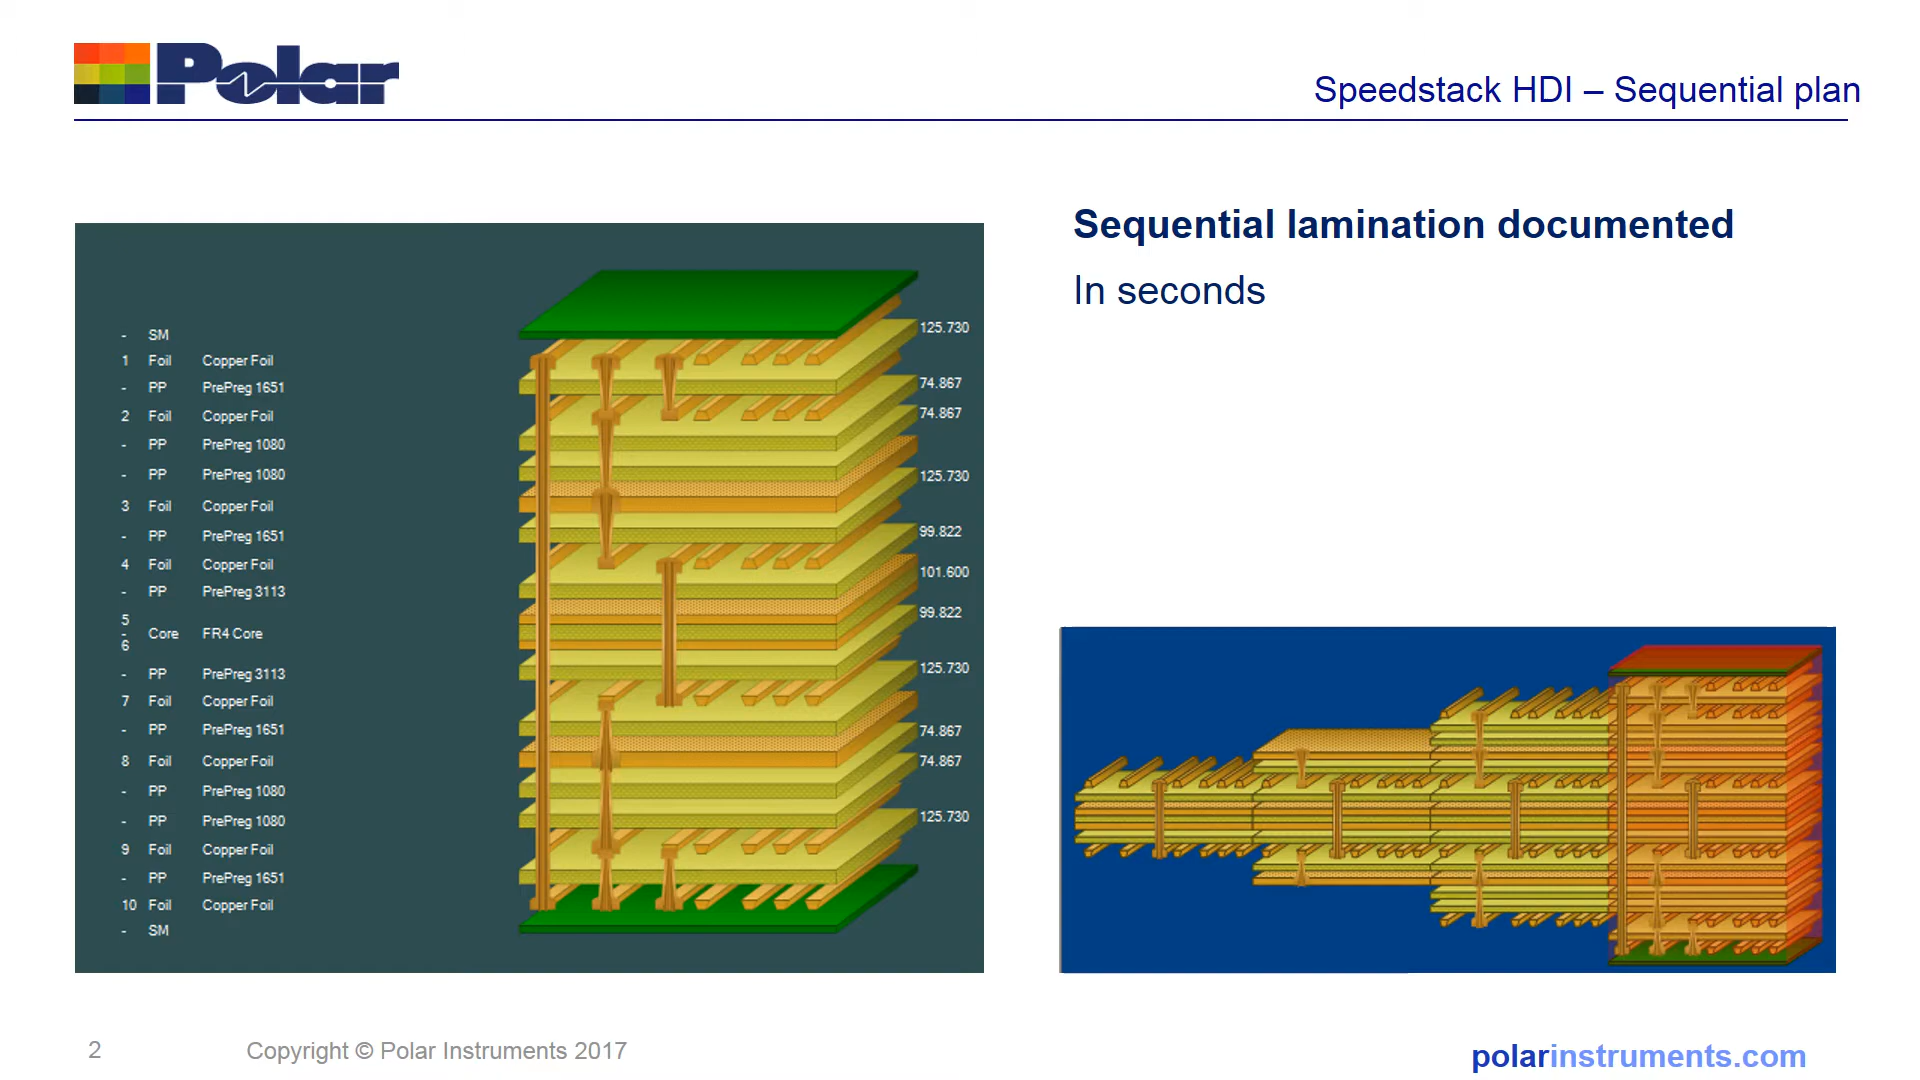 Polar
Speedstack HDI – Sequential plan
Sequential lamination documented
In seconds
- SM
1 Foil Copper Foil
- PP PrePreg 1651
2 Foil Copper Foil
- PP PrePreg 1080
- PP PrePreg 1080
3 Foil Copper Foil
- PP PrePreg 1651
4 Foil Copper Foil
- PP PrePreg 3113
5
- Core FR4 Core
6
- PP PrePreg 3113
7 Foil Copper Foil
- PP PrePreg 1651
8 Foil Copper Foil
- PP PrePreg 1080
- PP PrePreg 1080
9 Foil Copper Foil
- PP PrePreg 1651
10 Foil Copper Foil
- SM
125.730
74.867
74.867
125.730
99.822
101.600
99.822
125.730
74.867
74.867
125.730
2
Copyright © Polar Instruments 2017
polarinstruments.com